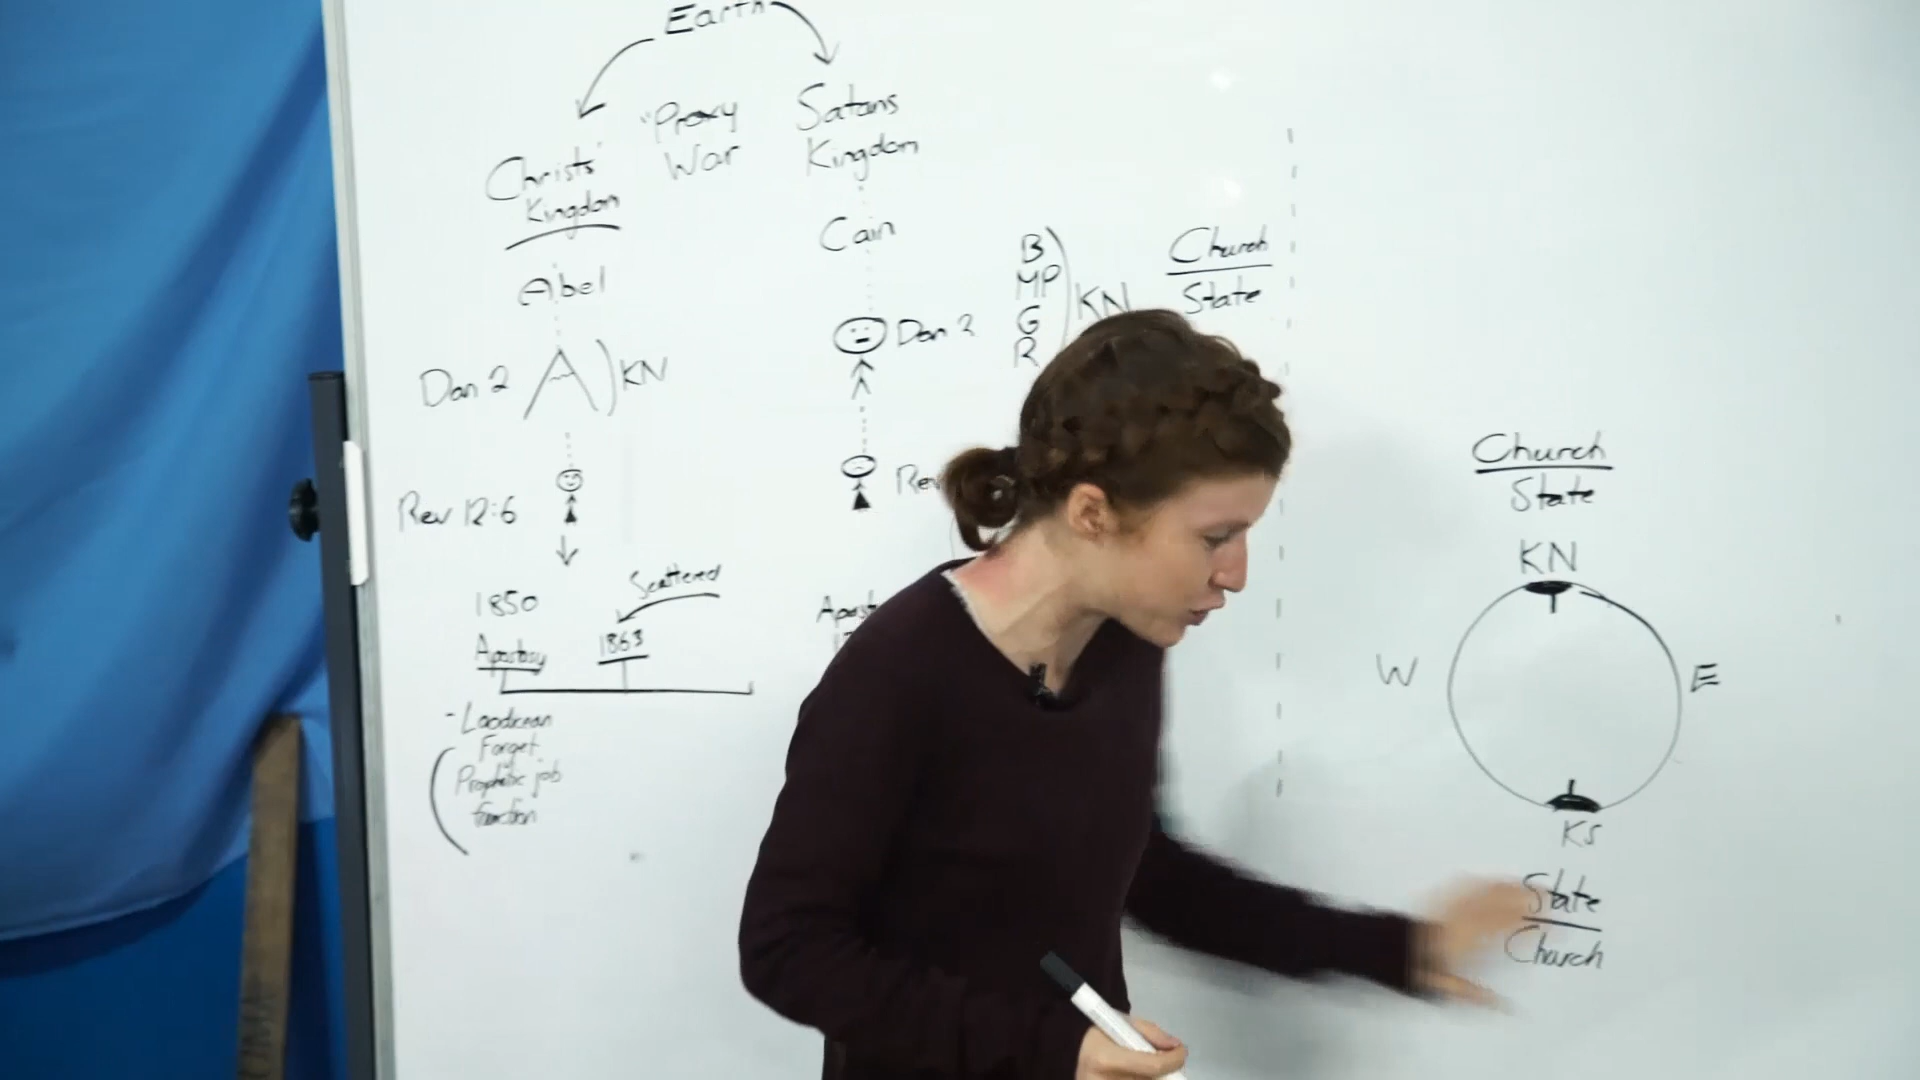 Earth
"Proxy
War
Christs'
Kingdom
Satans
Kingdom
Abel
Cain
Dan 2
KN
Dan 2
B
MP
G
R
KN
Church
State
Rev 12:6
Rev
1850
Apostasy
Scattered
1863
- Laodicean
Forget
Prophetic job
function
Church
State
KN
W
E
KS
State
Church